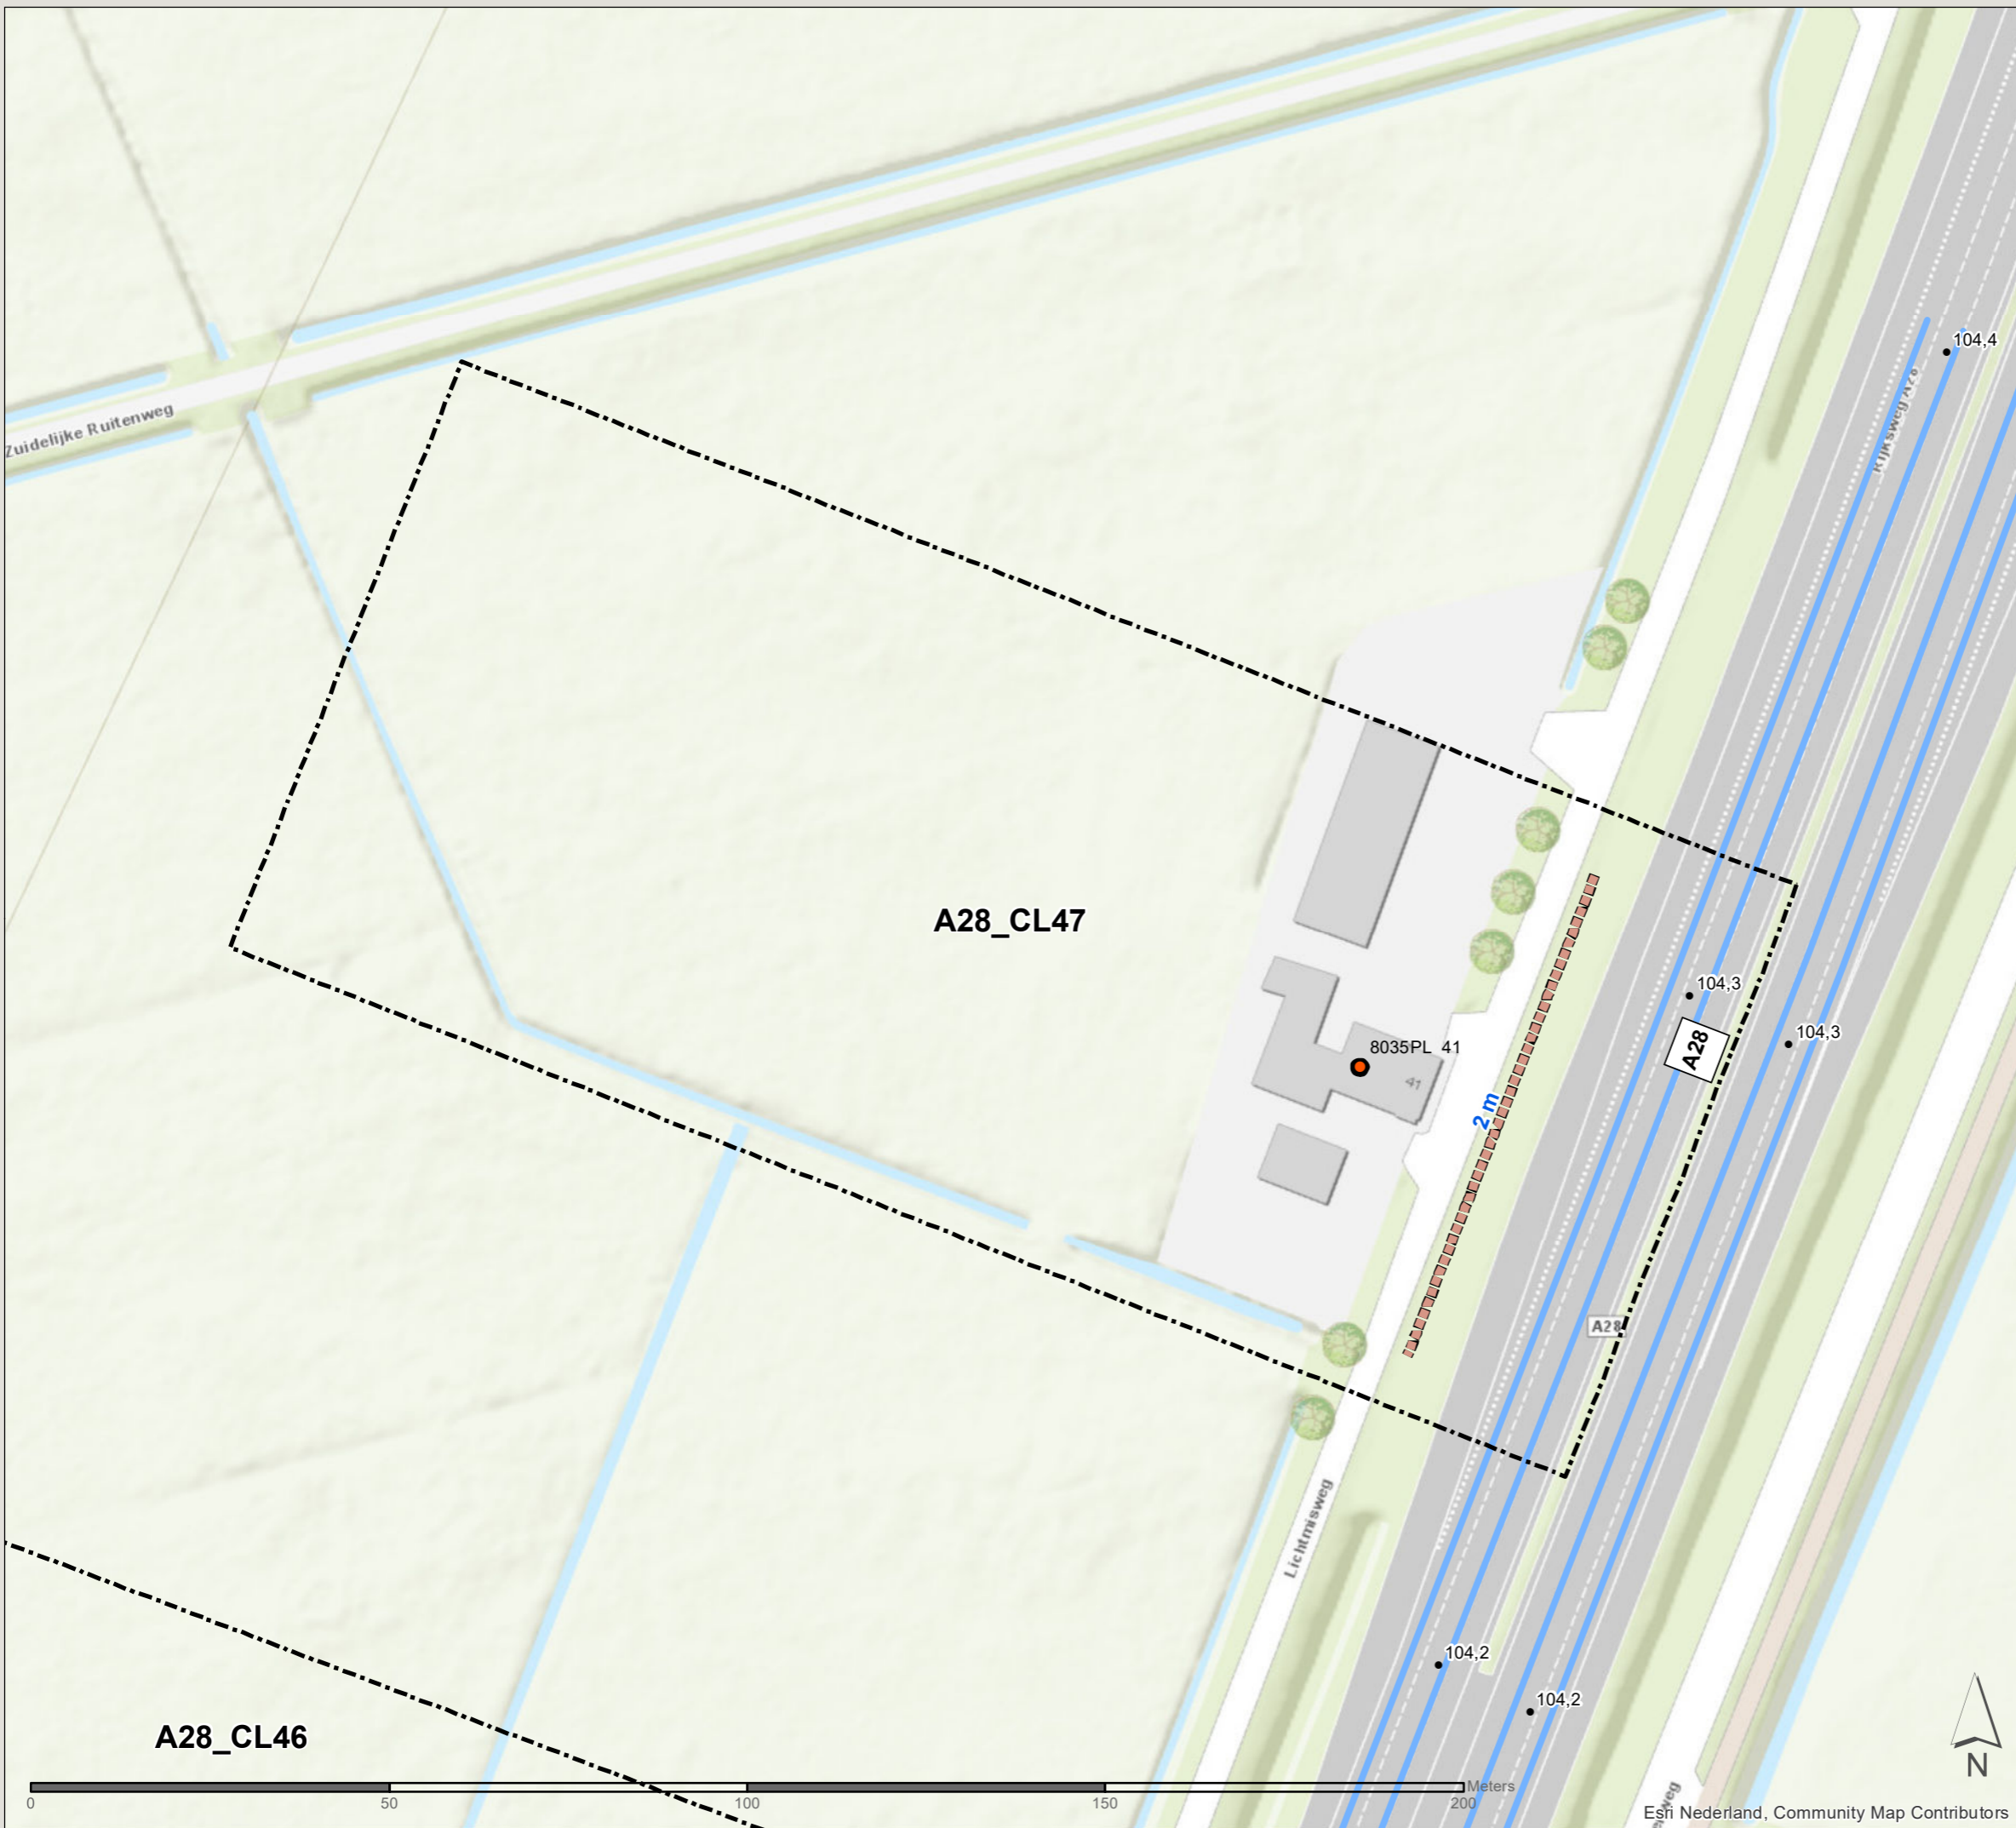 104,4
Rijksweg A28
Zuidelijke Ruitenweg
A28_CL47
104,3
8035PL 41
104,3
A28
41
2 m
A28
Lichtmisweg
104,2
104,2
A28_CL46
Meters
0 50 100 150 200
N
Esri Nederland, Community Map Contributors